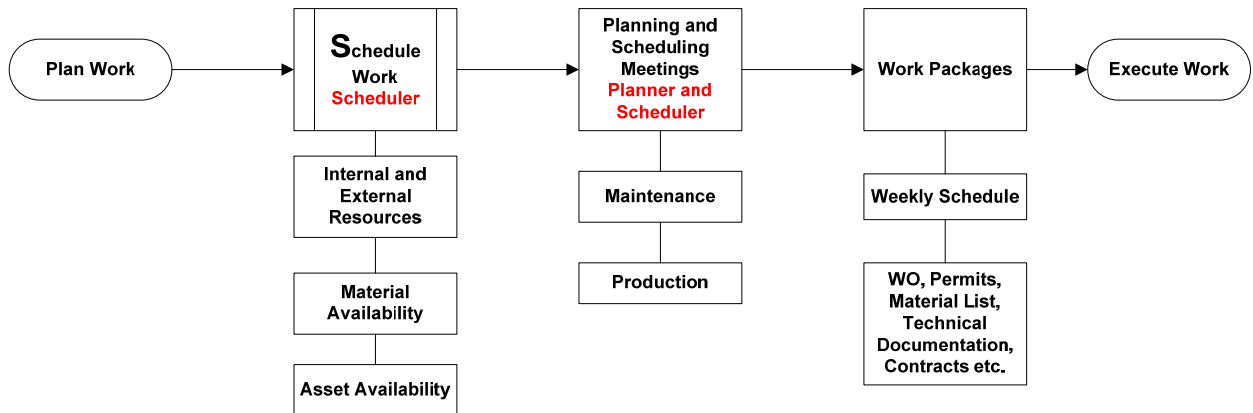 Plan Work
Schedule
Work
Scheduler
Planning and
Scheduling
Meetings
Planner and
Scheduler
Work Packages
Execute Work
Internal and
External
Resources
Material
Availability
Asset Availability
Maintenance
Production
Weekly Schedule
WO, Permits,
Material List,
Technical
Documentation,
Contracts etc.